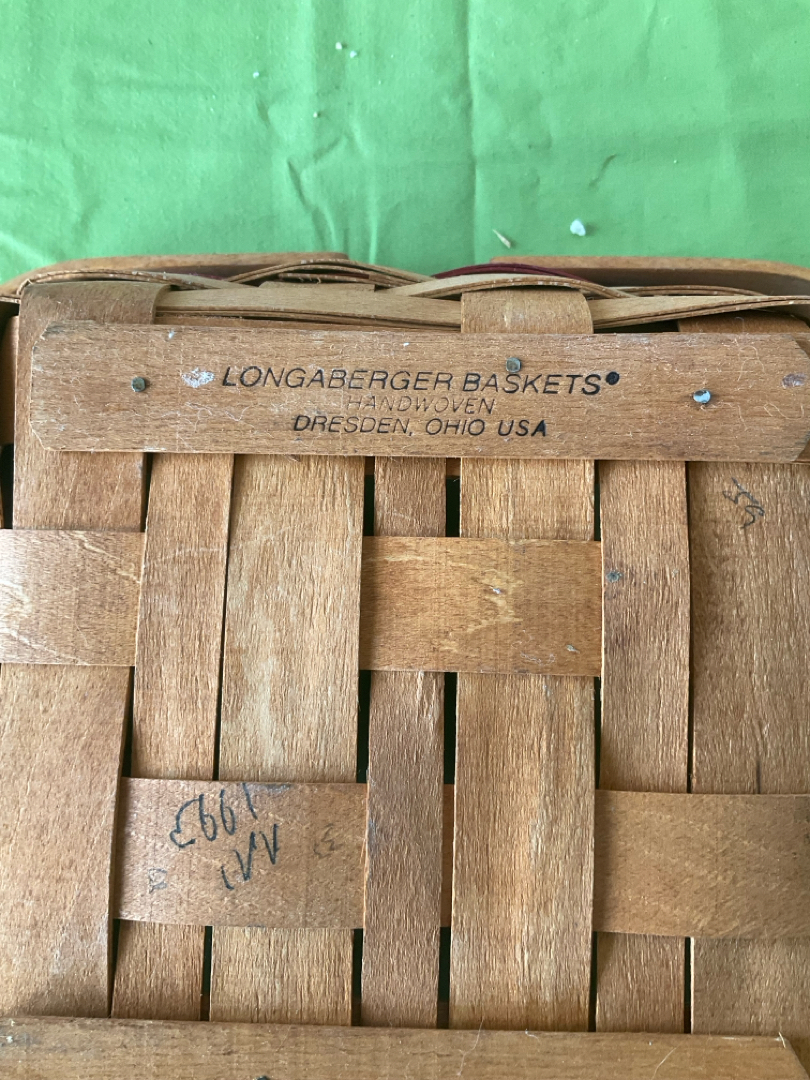 LONGABERGER BASKETS®
HANDWOVEN
DRESDEN, OHIO USA
1993